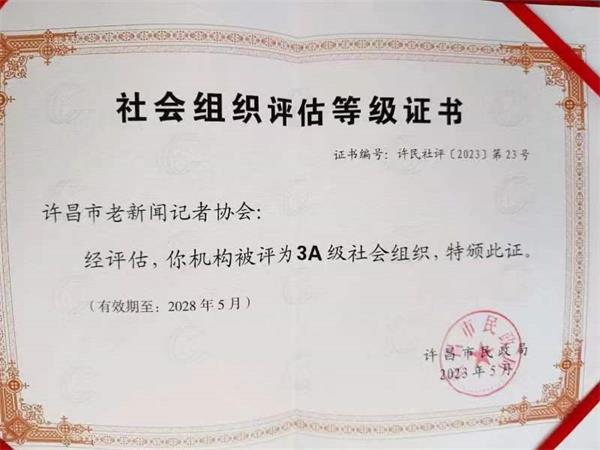 社会组织评估等级证书
证书编号：许民社评〔2023〕第23号
许昌市老新闻记者协会：
经评估，你机构被评为3A级社会组织，特颁此证。
（有效期至：2028年5月）
许昌市民政局
2023年5月